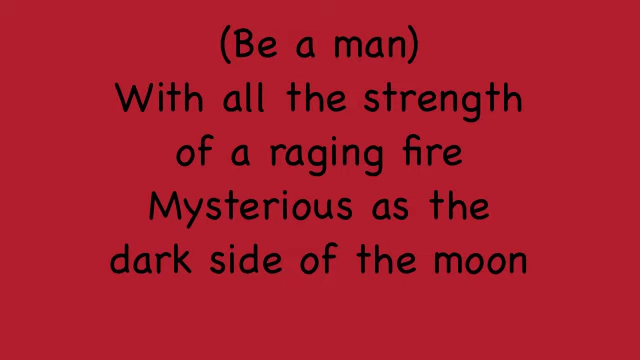 (Be a man)
With all the strength
of a raging fire
Mysterious as the
dark side of the moon